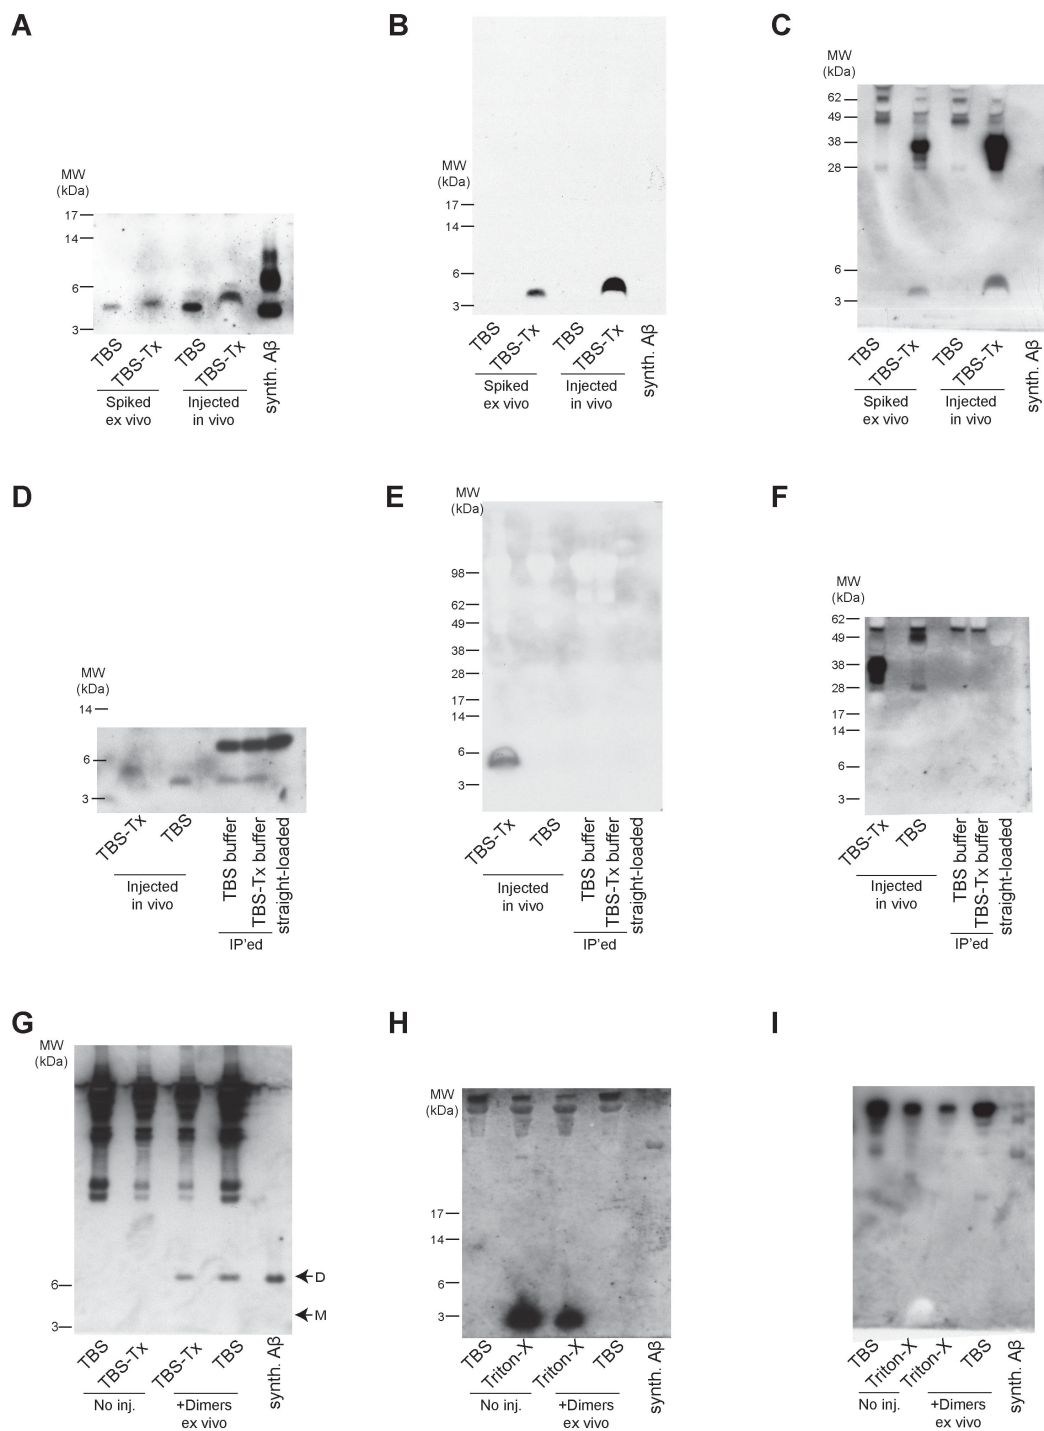 A
MW
(kDa)
17
14
6
3
TBS
TBS-Tx
TBS
TBS-Tx
synth. Aβ
Spiked
ex vivo
Injected
in vivo
B
MW
(kDa)
17
14
6
3
TBS
TBS-Tx
TBS
TBS-Tx
synth. Aβ
Spiked
ex vivo
Injected
in vivo
C
MW
(kDa)
62
49
38
28
6
3
TBS
TBS-Tx
TBS
TBS-Tx
synth. Aβ
Spiked
ex vivo
Injected
in vivo
D
MW
(kDa)
14
6
3
TBS-Tx
TBS
TBS buffer
TBS-Tx buffer
straight-loaded
Injected
in vivo
IP'ed
E
MW
(kDa)
98
62
49
38
28
17
14
6
3
TBS-Tx
TBS
TBS buffer
TBS-Tx buffer
straight-loaded
Injected
in vivo
IP'ed
F
MW
(kDa)
62
49
38
28
17
14
6
3
TBS-Tx
TBS
TBS buffer
TBS-Tx buffer
straight-loaded
Injected
in vivo
IP'ed
G
MW
(kDa)
6
3
D
M
TBS
TBS-Tx
TBS-Tx
TBS
synth. Aβ
No inj.
+Dimers
ex vivo
H
MW
(kDa)
17
14
6
3
TBS
Triton-X
Triton-X
TBS
synth. Aβ
No inj.
+Dimers
ex vivo
I
TBS
Triton-X
Triton-X
TBS
synth. Aβ
No inj.
+Dimers
ex vivo